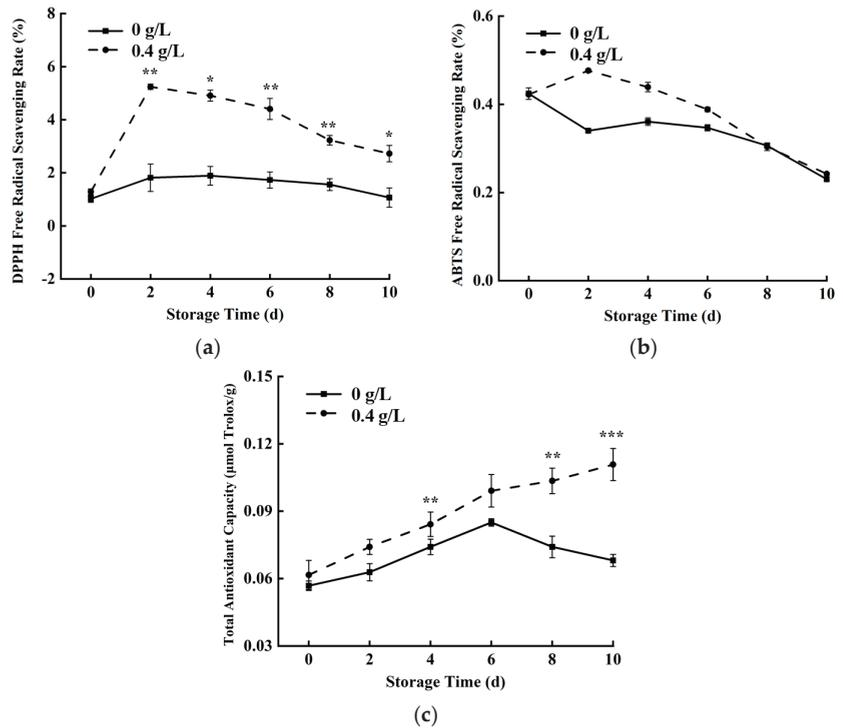 8
6
4
2
0
-2
DPPH Free Radical Scavenging Rate (%)
0 g/L
0.4 g/L
**
*
**
**
*
0 2 4 6 8 10
Storage Time (d)
(a)
0.6
0.4
0.2
0.0
ABTS Free Radical Scavenging Rate (%)
0 g/L
0.4 g/L
0 2 4 6 8 10
Storage Time (d)
(b)
0.15
0.12
0.09
0.06
0.03
Total Antioxidant Capacity (μmol Trolox/g)
0 g/L
0.4 g/L
**
**
***
0 2 4 6 8 10
Storage Time (d)
(c)